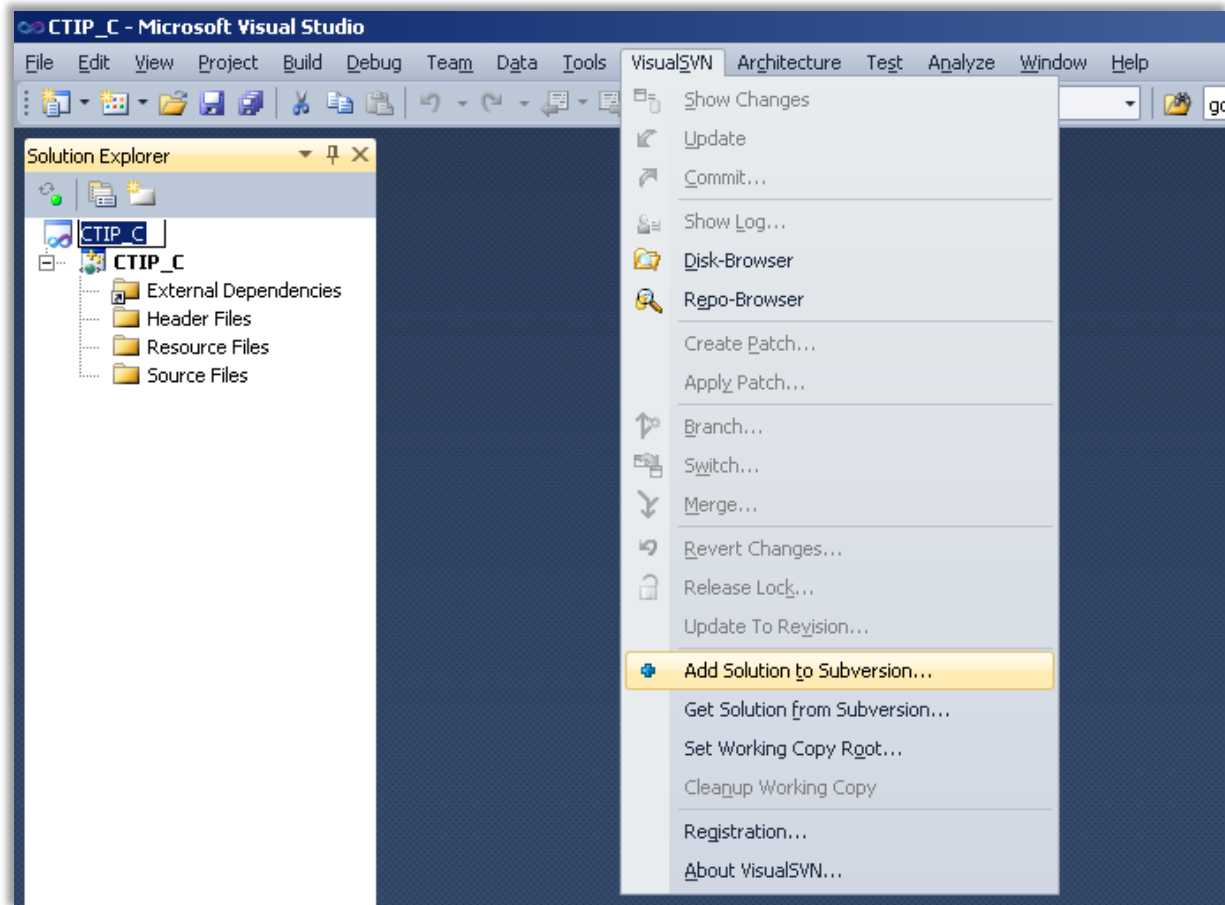 CTIP_C - Microsoft Visual Studio
File Edit View Project Build Debug Team Data Tools VisualSVN Architecture Test Analyze Window Help
Solution Explorer
CTIP_C
CTIP_C
External Dependencies
Header Files
Resource Files
Source Files
Show Changes
Update
Commit...
Show Log...
Disk-Browser
Repo-Browser
Create Patch...
Apply Patch...
Branch...
Switch...
Merge...
Revert Changes...
Release Lock...
Update To Revision...
Add Solution to Subversion...
Get Solution from Subversion...
Set Working Copy Root...
Cleanup Working Copy
Registration...
About VisualSVN...